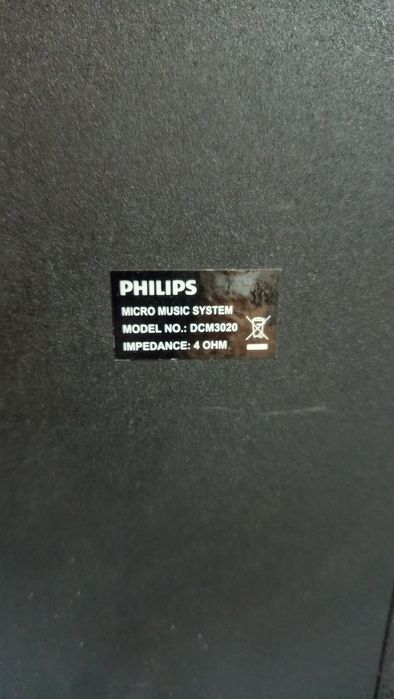 PHILIPS
MICRO MUSIC SYSTEM
MODEL NO.: DCM3020
IMPEDANCE: 4 OHM